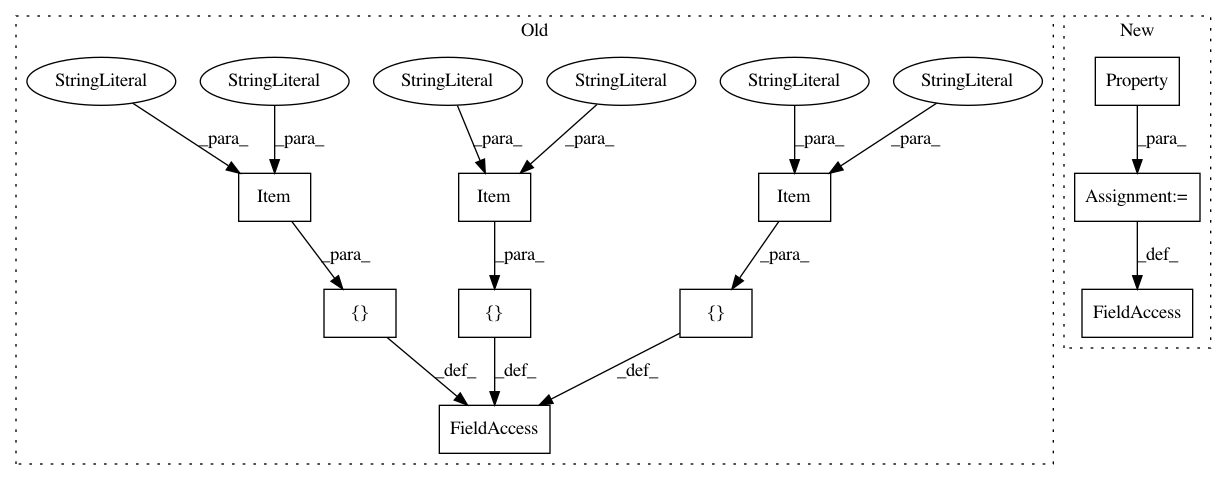 Old
New
StringLiteral
StringLiteral
StringLiteral
StringLiteral
StringLiteral
StringLiteral
Property
_para_
_para_
_para_
_para_
_para_
_para_
_para_
Item
Item
Item
Assignment:=
_para_
_para_
_para_
_def_
{}
{}
{}
FieldAccess
_def_
_def_
_def_
FieldAccess